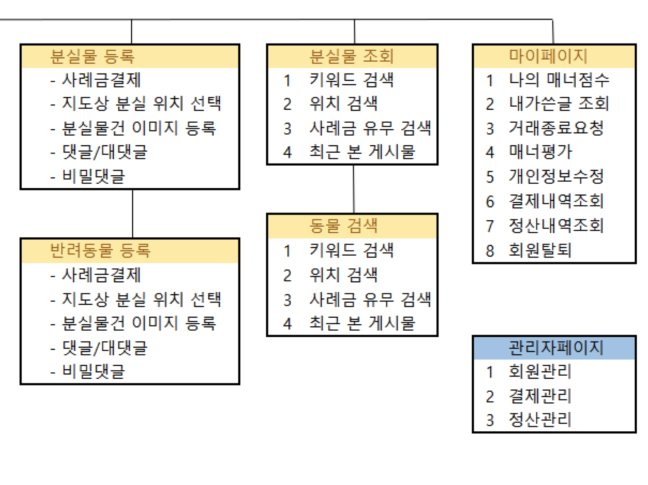 분실물 등록
- 사례금결제
- 지도상 분실 위치 선택
- 분실물건 이미지 등록
- 댓글/대댓글
- 비밀댓글
반려동물 등록
- 사례금결제
- 지도상 분실 위치 선택
- 분실물건 이미지 등록
- 댓글/대댓글
- 비밀댓글
분실물 조회
1 키워드 검색
2 위치 검색
3 사례금 유무 검색
4 최근 본 게시물
동물 검색
1 키워드 검색
2 위치 검색
3 사례금 유무 검색
4 최근 본 게시물
마이페이지
1 나의 매너점수
2 내가쓴글 조회
3 거래종료요청
4 매너평가
5 개인정보수정
6 결제내역조회
7 정산내역조회
8 회원탈퇴
관리자페이지
1 회원관리
2 결제관리
3 정산관리